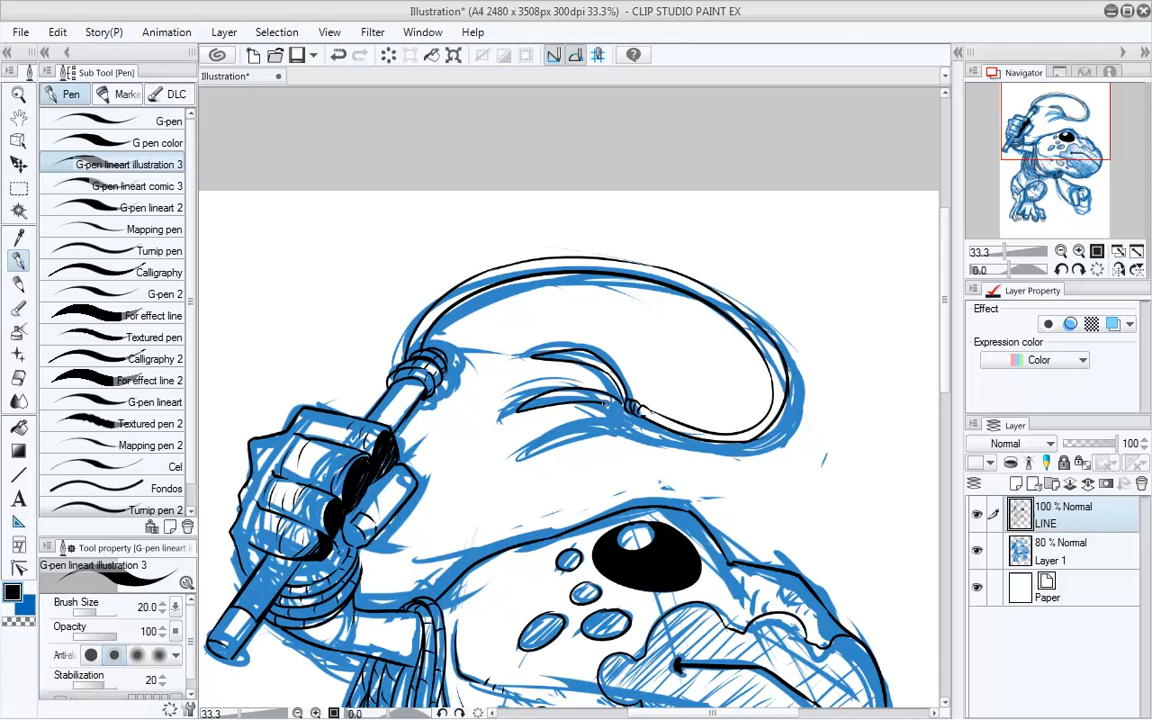 Illustration* (A4 2480 x 3508px 300dpi 33.3%) - CLIP STUDIO PAINT EX
File Edit Story(P) Animation Layer Selection View Filter Window Help
Sub Tool [Pen]
Illustration*
Navigator
Pen Marke DLC
G-pen
G pen color
G-pen lineart illustration 3
G-pen lineart comic 3
G-pen lineart 2
Mapping pen
Turnip pen
Calligraphy
G-pen 2
For effect line
Textured pen
Calligraphy 2
For effect line 2
G-pen lineart
Textured pen 2
Mapping pen 2
Cel
Fondos
Turnip pen 2
Tool property [G-pen lineart i
G-pen lineart illustration 3
Brush Size 20.0
Opacity 100
Anti-ali
Stabilization 20
33.3 0.0
33.3
0.0
Layer Property
Effect
Expression color
Color
Layer
Normal 100
100 % Normal
LINE
80 % Normal
Layer 1
Paper